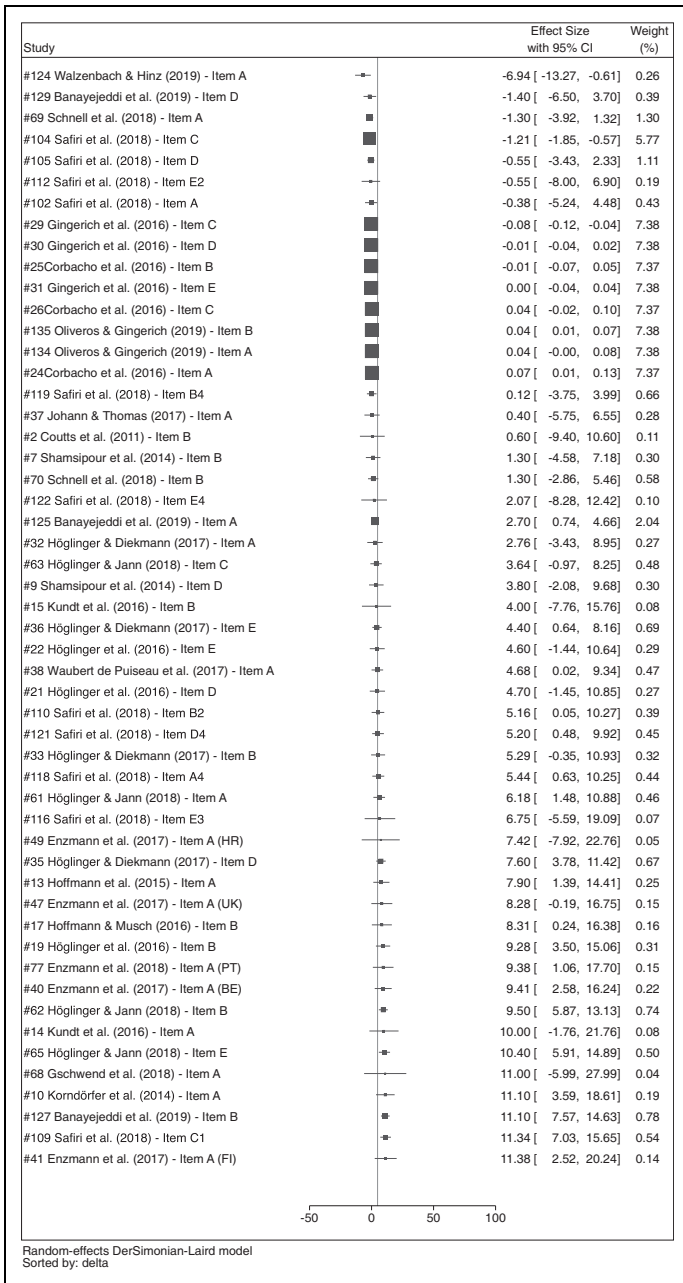 Effect Size Weight
Study with 95% CI (%)
#124 Walzenbach & Hinz (2019) - Item A -6.94 [ -13.27, -0.61] 0.26
#129 Banayejeddi et al. (2019) - Item D -1.40 [ -6.50, 3.70] 0.39
#69 Schnell et al. (2018) - Item A -1.30 [ -3.92, 1.32] 1.30
#104 Safiri et al. (2018) - Item C -1.21 [ -1.85, -0.57] 5.77
#105 Safiri et al. (2018) - Item D -0.55 [ -3.43, 2.33] 1.11
#112 Safiri et al. (2018) - Item E2 -0.55 [ -8.00, 6.90] 0.19
#102 Safiri et al. (2018) - Item A -0.38 [ -5.24, 4.48] 0.43
#29 Gingerich et al. (2016) - Item C -0.08 [ -0.12, -0.04] 7.38
#30 Gingerich et al. (2016) - Item D -0.01 [ -0.04, 0.02] 7.38
#25Corbacho et al. (2016) - Item B -0.01 [ -0.07, 0.05] 7.37
#31 Gingerich et al. (2016) - Item E 0.00 [ -0.04, 0.04] 7.38
#26Corbacho et al. (2016) - Item C 0.04 [ -0.02, 0.10] 7.37
#135 Oliveros & Gingerich (2019) - Item B 0.04 [ 0.01, 0.07] 7.38
#134 Oliveros & Gingerich (2019) - Item A 0.04 [ -0.00, 0.08] 7.38
#24Corbacho et al. (2016) - Item A 0.07 [ 0.01, 0.13] 7.37
#119 Safiri et al. (2018) - Item B4 0.12 [ -3.75, 3.99] 0.66
#37 Johann & Thomas (2017) - Item A 0.40 [ -5.75, 6.55] 0.28
#2 Coutts et al. (2011) - Item B 0.60 [ -9.40, 10.60] 0.11
#7 Shamsipour et al. (2014) - Item B 1.30 [ -4.58, 7.18] 0.30
#70 Schnell et al. (2018) - Item B 1.30 [ -2.86, 5.46] 0.58
#122 Safiri et al. (2018) - Item E4 2.07 [ -8.28, 12.42] 0.10
#125 Banayejeddi et al. (2019) - Item A 2.70 [ 0.74, 4.66] 2.04
#32 Höglinger & Diekmann (2017) - Item A 2.76 [ -3.43, 8.95] 0.27
#63 Höglinger & Jann (2018) - Item C 3.64 [ -0.97, 8.25] 0.48
#9 Shamsipour et al. (2014) - Item D 3.80 [ -2.08, 9.68] 0.30
#15 Kundt et al. (2016) - Item B 4.00 [ -7.76, 15.76] 0.08
#36 Höglinger & Diekmann (2017) - Item E 4.40 [ 0.64, 8.16] 0.69
#22 Höglinger et al. (2016) - Item E 4.60 [ -1.44, 10.64] 0.29
#38 Waubert de Puiseau et al. (2017) - Item A 4.68 [ 0.02, 9.34] 0.47
#21 Höglinger et al. (2016) - Item D 4.70 [ -1.45, 10.85] 0.27
#110 Safiri et al. (2018) - Item B2 5.16 [ 0.05, 10.27] 0.39
#121 Safiri et al. (2018) - Item D4 5.20 [ 0.48, 9.92] 0.45
#33 Höglinger & Diekmann (2017) - Item B 5.29 [ -0.35, 10.93] 0.32
#118 Safiri et al. (2018) - Item A4 5.44 [ 0.63, 10.25] 0.44
#61 Höglinger & Jann (2018) - Item A 6.18 [ 1.48, 10.88] 0.46
#116 Safiri et al. (2018) - Item E3 6.75 [ -5.59, 19.09] 0.07
#49 Enzmann et al. (2017) - Item A (HR) 7.42 [ -7.92, 22.76] 0.05
#35 Höglinger & Diekmann (2017) - Item D 7.60 [ 3.78, 11.42] 0.67
#13 Hoffmann et al. (2015) - Item A 7.90 [ 1.39, 14.41] 0.25
#47 Enzmann et al. (2017) - Item A (UK) 8.28 [ -0.19, 16.75] 0.15
#17 Hoffmann & Musch (2016) - Item B 8.31 [ 0.24, 16.38] 0.16
#19 Höglinger et al. (2016) - Item B 9.28 [ 3.50, 15.06] 0.31
#77 Enzmann et al. (2018) - Item A (PT) 9.38 [ 1.06, 17.70] 0.15
#40 Enzmann et al. (2017) - Item A (BE) 9.41 [ 2.58, 16.24] 0.22
#62 Höglinger & Jann (2018) - Item B 9.50 [ 5.87, 13.13] 0.74
#14 Kundt et al. (2016) - Item A 10.00 [ -1.76, 21.76] 0.08
#65 Höglinger & Jann (2018) - Item E 10.40 [ 5.91, 14.89] 0.50
#68 Gschwend et al. (2018) - Item A 11.00 [ -5.99, 27.99] 0.04
#10 Korndörfer et al. (2014) - Item A 11.10 [ 3.59, 18.61] 0.19
#127 Banayejeddi et al. (2019) - Item B 11.10 [ 7.57, 14.63] 0.78
#109 Safiri et al. (2018) - Item C1 11.34 [ 7.03, 15.65] 0.54
#41 Enzmann et al. (2017) - Item A (FI) 11.38 [ 2.52, 20.24] 0.14
-50 0 50 100
Random-effects DerSimonian-Laird model
Sorted by: delta